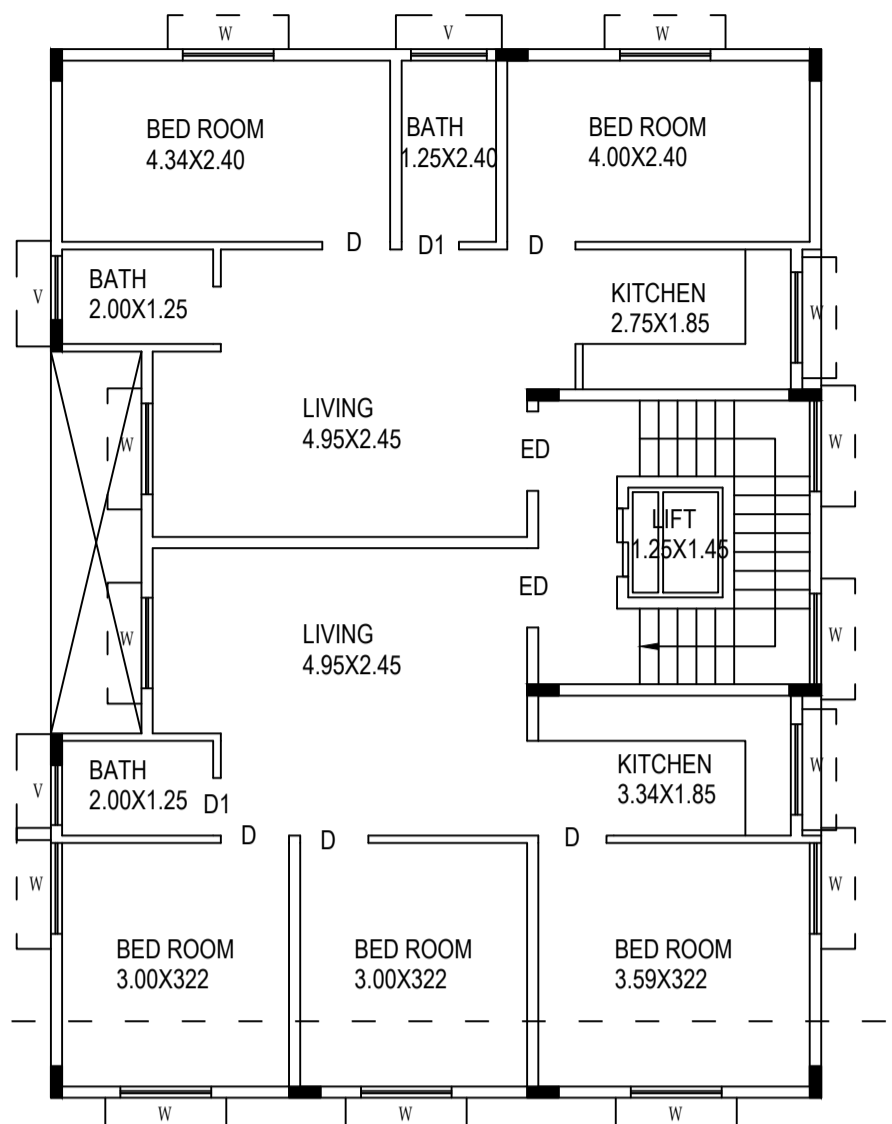 W
V
W
BED ROOM
4.34X2.40
BATH
1.25X2.40
BED ROOM
4.00X2.40
D
D1
D
V
BATH
2.00X1.25
KITCHEN
2.75X1.85
W
W
LIVING
4.95X2.45
ED
W
LIFT
1.25X1.45
W
LIVING
4.95X2.45
ED
W
V
BATH
2.00X1.25
D1
KITCHEN
3.34X1.85
W
D
D
D
W
W
BED ROOM
3.00X322
BED ROOM
3.00X322
BED ROOM
3.59X322
W
W
W